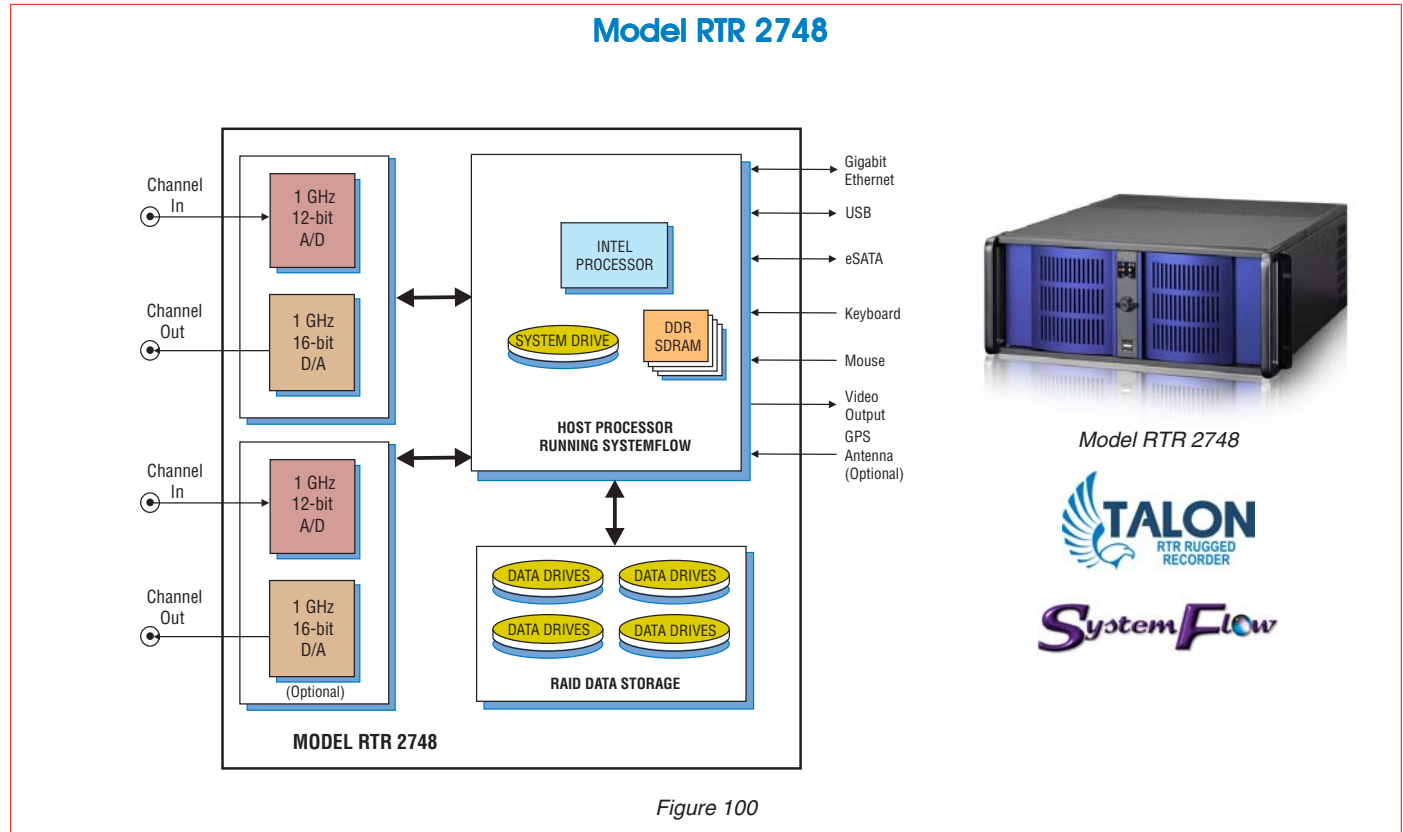 Model RTR 2748
Channel
In
1 GHz
12-bit
A/D
Channel
Out
1 GHz
16-bit
D/A
Channel
In
1 GHz
12-bit
A/D
Channel
Out
1 GHz
16-bit
D/A
(Optional)
INTEL
PROCESSOR
SYSTEM DRIVE
DDR
SDRAM
HOST PROCESSOR
RUNNING SYSTEMFLOW
Gigabit
Ethernet
USB
eSATA
Keyboard
Mouse
Video
Output
GPS
Antenna
(Optional)
DATA DRIVES
DATA DRIVES
DATA DRIVES
DATA DRIVES
RAID DATA STORAGE
MODEL RTR 2748
Model RTR 2748
TALON
RTR RUGGED
RECORDER
SystemFlow
Figure 100